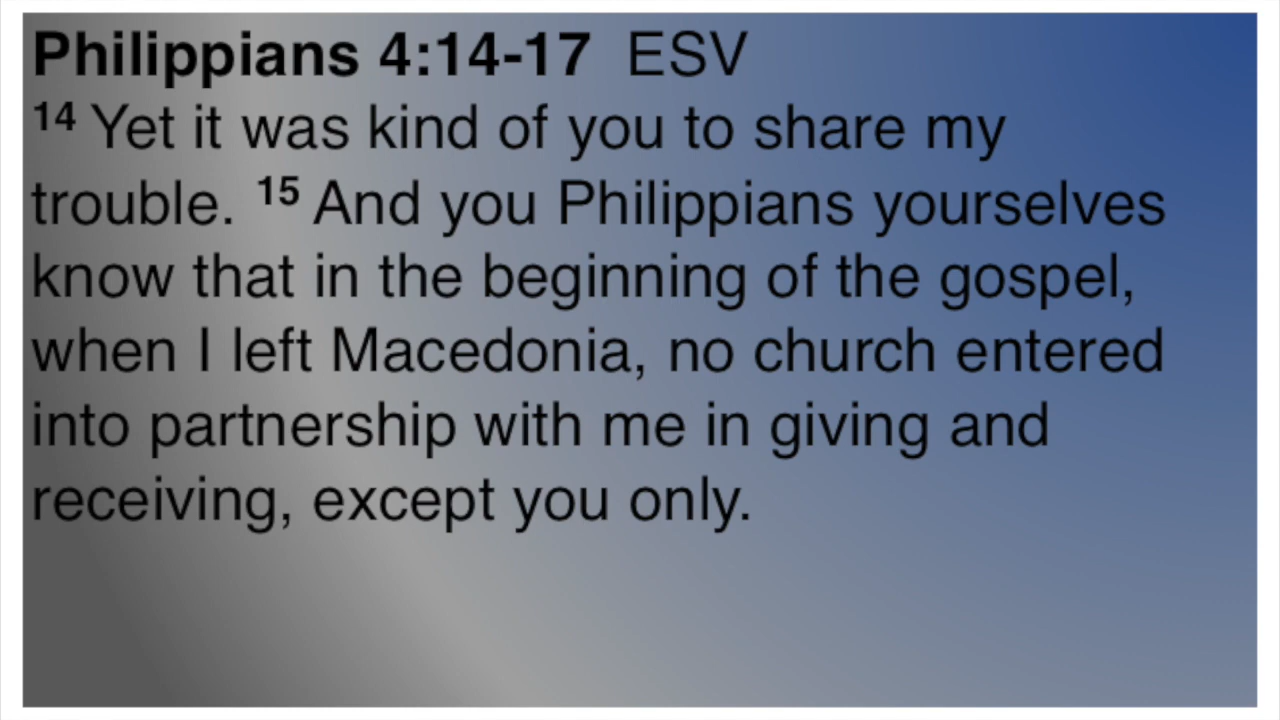 Philippians 4:14-17 ESV
14 Yet it was kind of you to share my
trouble. 15 And you Philippians yourselves
know that in the beginning of the gospel,
when I left Macedonia, no church entered
into partnership with me in giving and
receiving, except you only.